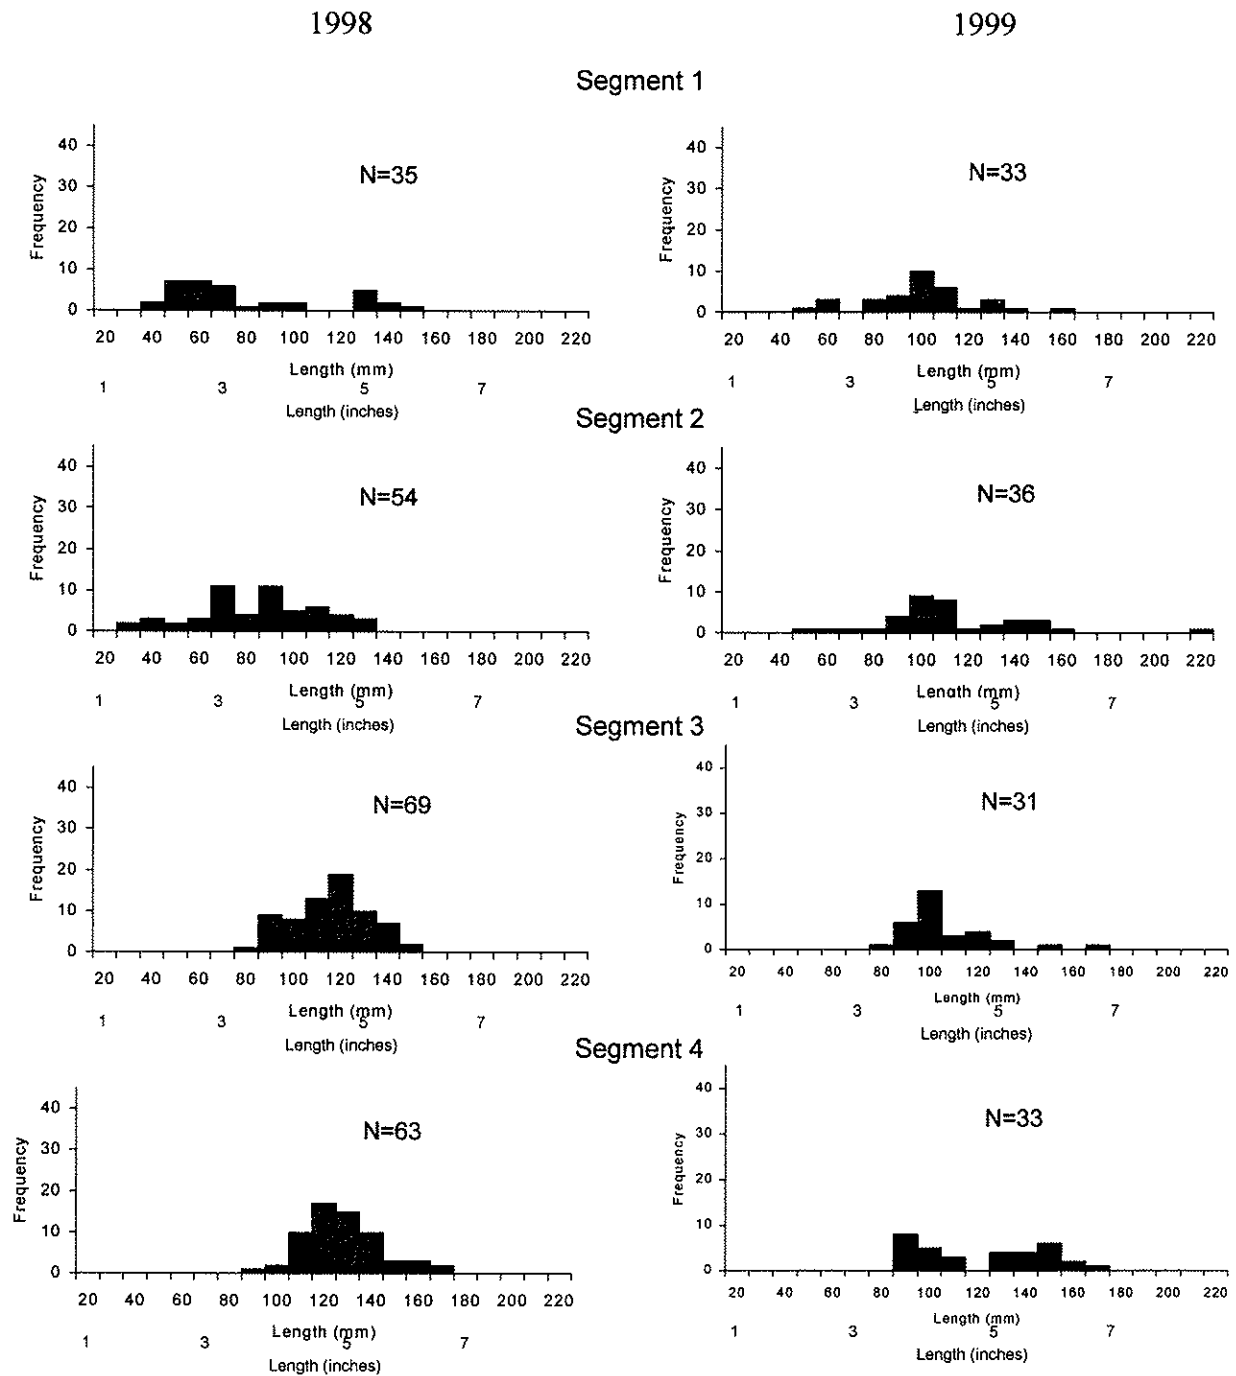 1998 1999
Segment 1
40 40
N=35 N=33
30 30
Frequency Frequency
20 20
10 10
0 0
20 40 60 80 100 120 140 160 180 200 220 20 40 60 80 100 120 140 160 180 200 220
Length (mm) Length (mm)
1 3 5 7 1 3 5 7
Length (inches) Length (inches)
Segment 2
40 40
N=54 N=36
30 30
Frequency Frequency
20 20
10 10
0 0
20 40 60 80 100 120 140 160 180 200 220 20 40 60 80 100 120 140 160 180 200 220
Length (mm) Length (mm)
1 3 5 7 1 3 5 7
Length (inches) Length (inches)
Segment 3
40 40
N=69 N=31
30 30
Frequency Frequency
20 20
10 10
0 0
20 40 60 80 100 120 140 160 180 200 220 20 40 60 80 100 120 140 160 180 200 220
Length (mm) Length (mm)
1 3 5 7 1 3 5 7
Length (inches) Length (inches)
Segment 4
40 40
N=63 N=33
30 30
Frequency Frequency
20 20
10 10
0 0
20 40 60 80 100 120 140 160 180 200 220 20 40 60 80 100 120 140 160 180 200 220
Length (mm) Length (mm)
1 3 5 7 1 3 5 7
Length (inches) Length (inches)